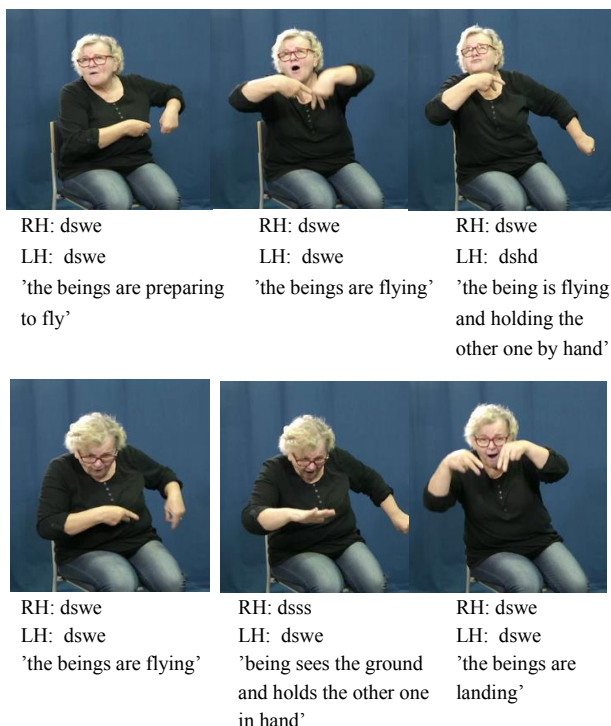 RH: dswe
LH: dswe
’the beings are preparing
to fly’
RH: dswe
LH: dswe
’the beings are flying’
RH: dswe
LH: dshd
’the being is flying
and holding the
other one by hand’
RH: dswe
LH: dswe
’the beings are flying’
RH: dsss
LH: dswe
’being sees the ground
and holds the other one
in hand’
RH: dswe
LH: dswe
’the beings are
landing’